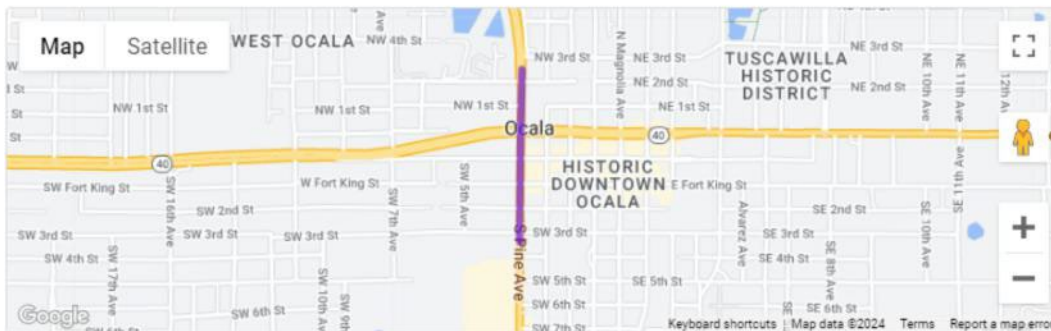 Map
Satellite
WEST OCALA
NW 4th St
Ave
NW 3rd St
N Magnolia Ave
NE 3rd St
NE 3rd St
NE 2nd St
TUSCAWILLA
HISTORIC
DISTRICT
NE 2nd St
NE 10th Ave
NE 11th Ave
12th Ave
NW 1st St
NW 1st St
NE 1st St
Ocala
40
40
HISTORIC
DOWNTOWN
OCALA
SW Fort King St
W Fort King St
E Fort King St
SW 16th Ave
SW 7th Ave
SW 5th Ave
SE 11th Ave
SW 2nd St
SE 2nd St
Alvarez Ave
SE 8th Ave
SE 10th Ave
SW 3rd St
SW 3rd St
SW 3rd St
SW 3rd St
SE 3rd St
SW 4th St
SE 4th St
SW 17th Ave
SW 10th Ave
SW 9th
S Pine Ave
SW 5th St
SE 5th St
SW 6th St
SW 6th St
SE 6th St
SW 7th St
Google
Keyboard shortcuts
Map data ©2024
Terms
Report a map error